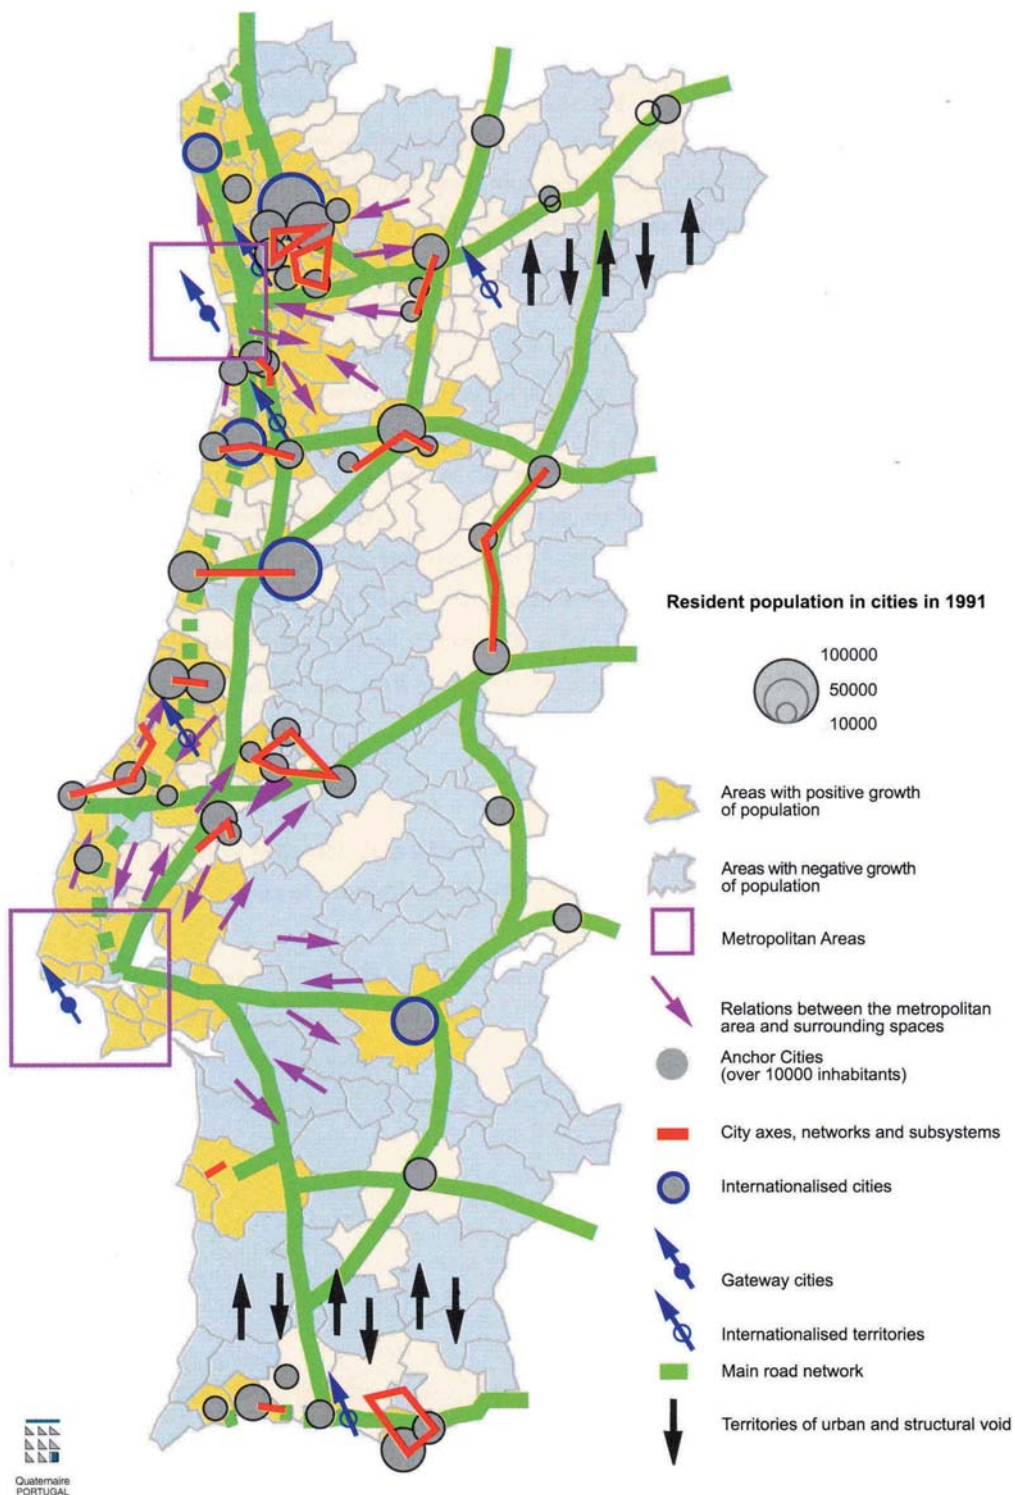 Resident population in cities in 1991
100000
50000
10000
Areas with positive growth
of population
Areas with negative growth
of population
Metropolitan Areas
Relations between the metropolitan
area and surrounding spaces
Anchor Cities
(over 10000 inhabitants)
City axes, networks and subsystems
Internationalised cities
Gateway cities
Internationalised territories
Main road network
Territories of urban and structural void
Quaternaire
PORTUGAL